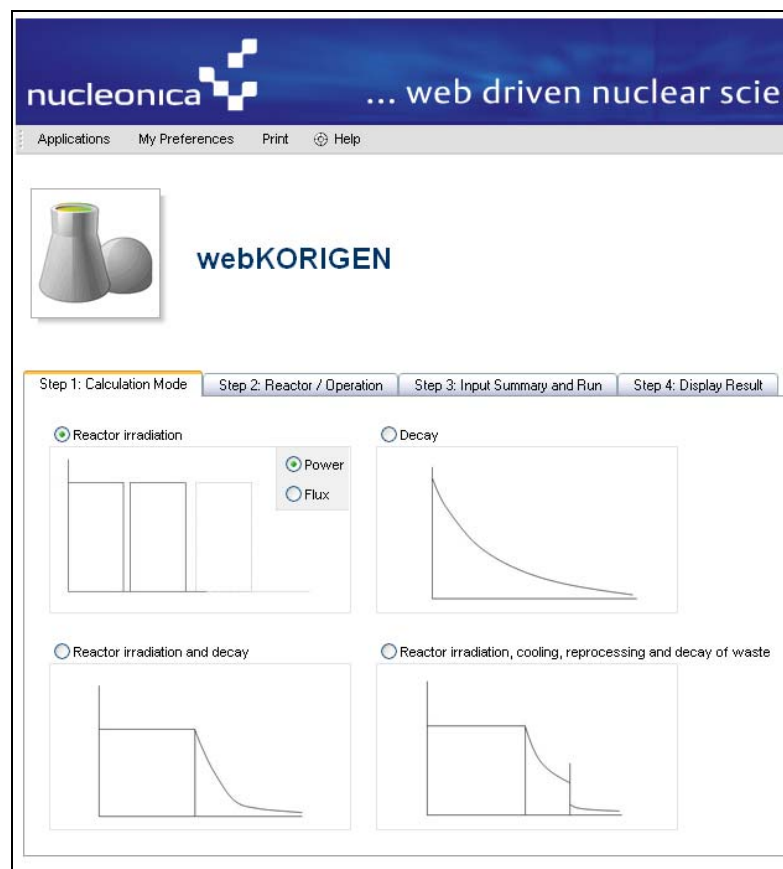 nucleonica
... web driven nuclear scie
Applications My Preferences Print Help
webKORIGEN
Step 1: Calculation Mode Step 2: Reactor / Operation Step 3: Input Summary and Run Step 4: Display Result
Reactor irradiation
Power
Flux
Decay
Reactor irradiation and decay
Reactor irradiation, cooling, reprocessing and decay of waste